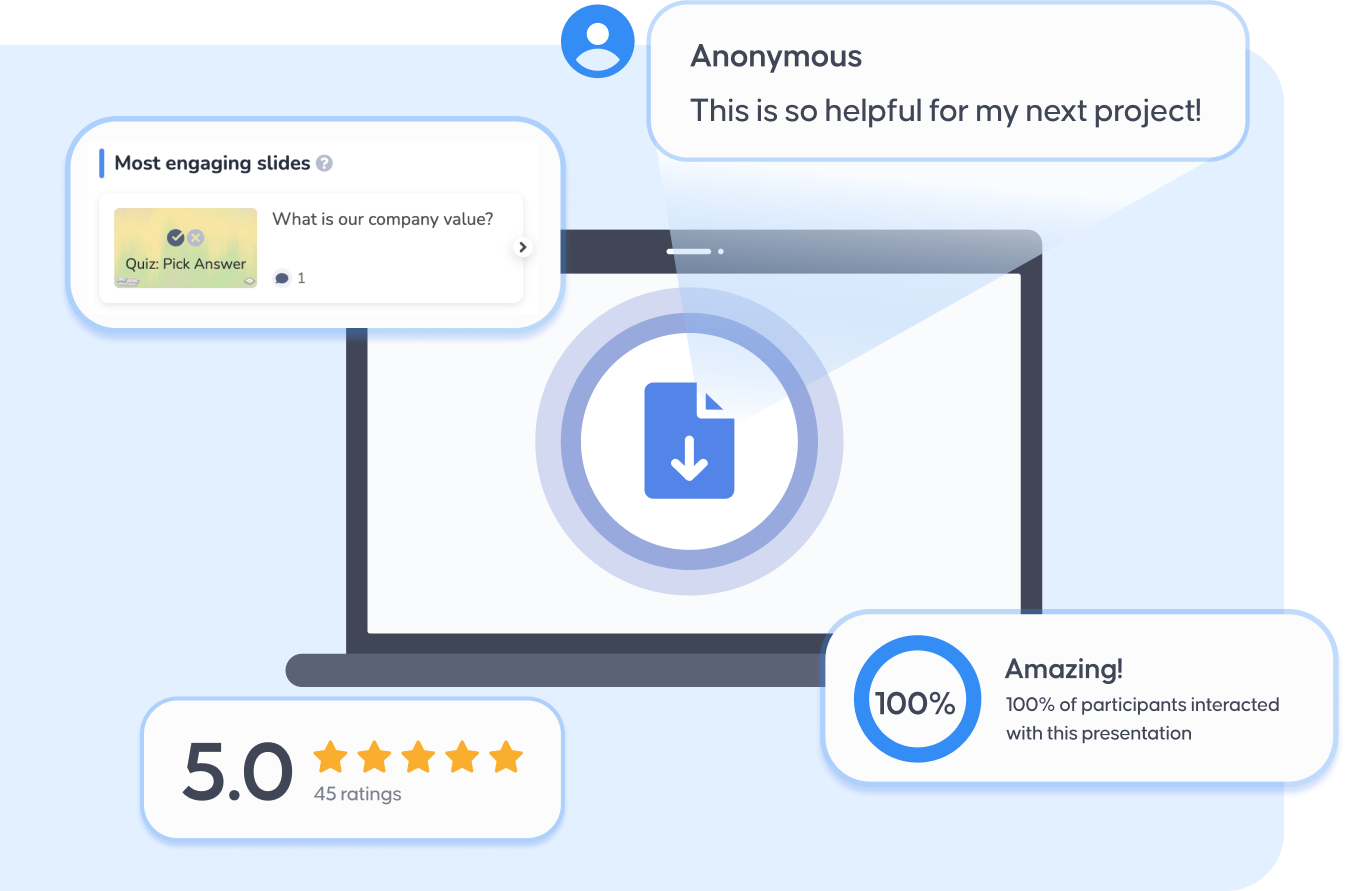 Anonymous
This is so helpful for my next project!
Most engaging slides ?
What is our company value?
Quiz: Pick Answer
1
100%
Amazing!
100% of participants interacted
with this presentation
5.0
45 ratings